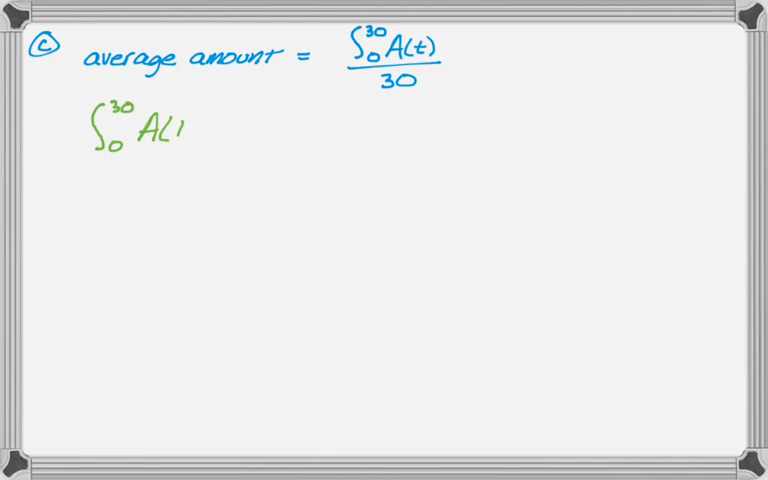 ⓒ average amount = ∫₀³⁰ A(t) / 30
∫₀³⁰ A(